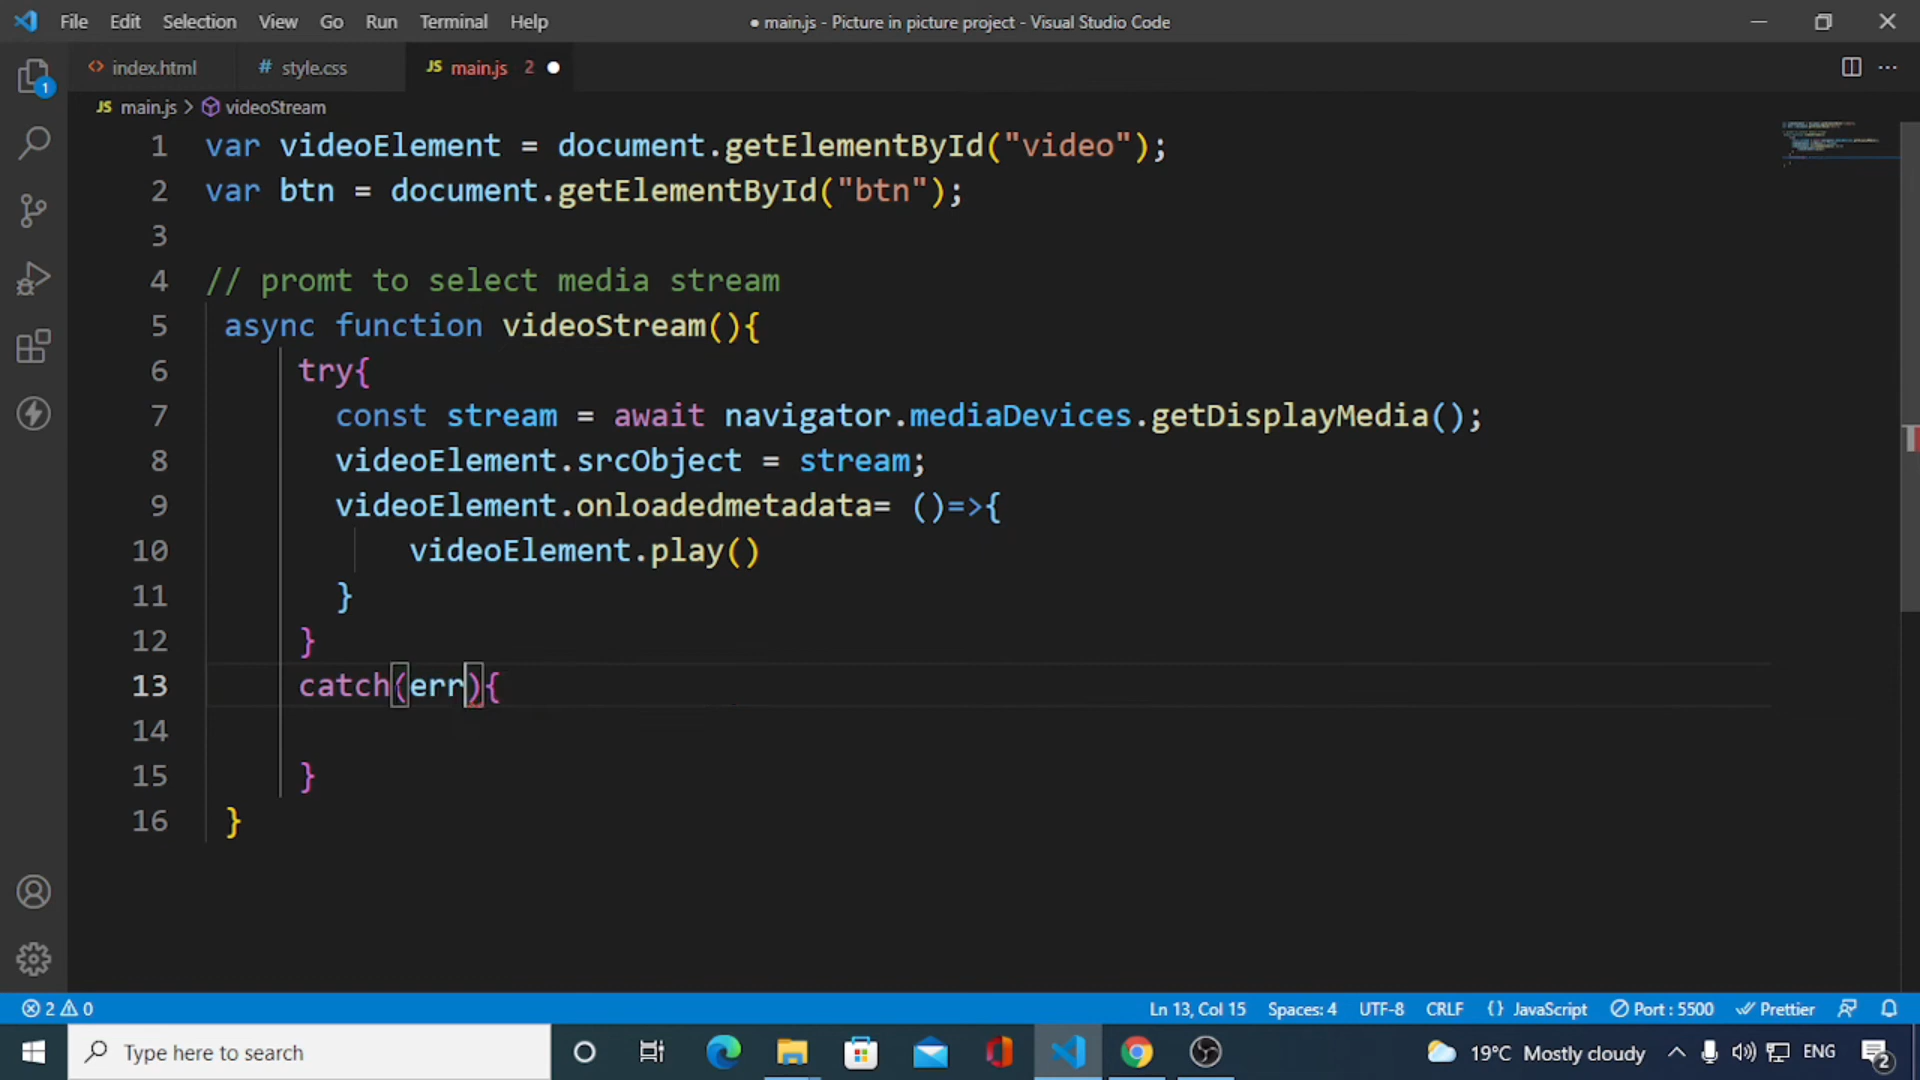 File Edit Selection View Go Run Terminal Help
● main.js - Picture in picture project - Visual Studio Code
<> index.html
# style.css
JS main.js 2 ●
JS main.js > videoStream
1 var videoElement = document.getElementById("video");
2 var btn = document.getElementById("btn");
3
4 // promt to select media stream
5 async function videoStream(){
6 try{
7 const stream = await navigator.mediaDevices.getDisplayMedia();
8 videoElement.srcObject = stream;
9 videoElement.onloadedmetadata= ()=>{
10 videoElement.play()
11 }
12 }
13 catch(err){
14
15 }
16 }
1
2 0
Ln 13, Col 15 Spaces: 4 UTF-8 CRLF {} JavaScript Port : 5500 Prettier
Type here to search
19°C Mostly cloudy ENG 2